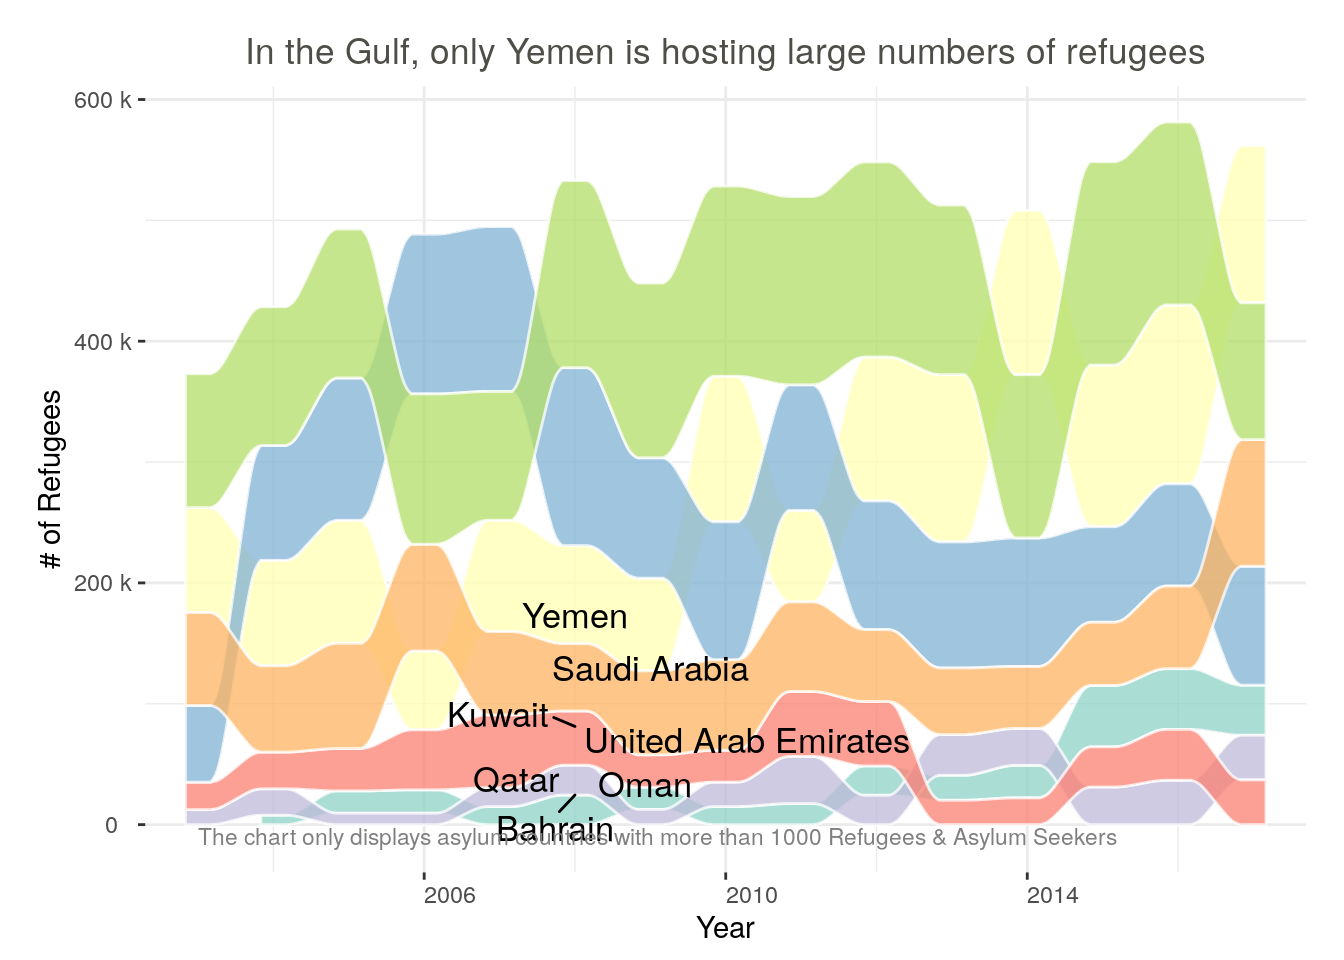 In the Gulf, only Yemen is hosting large numbers of refugees
600 k
400 k
200 k
0
# of Refugees
Yemen
Saudi Arabia
Kuwait
United Arab Emirates
Qatar
Oman
Bahrain
The chart only displays asylum countries with more than 1000 Refugees & Asylum Seekers
2006
2010
2014
Year